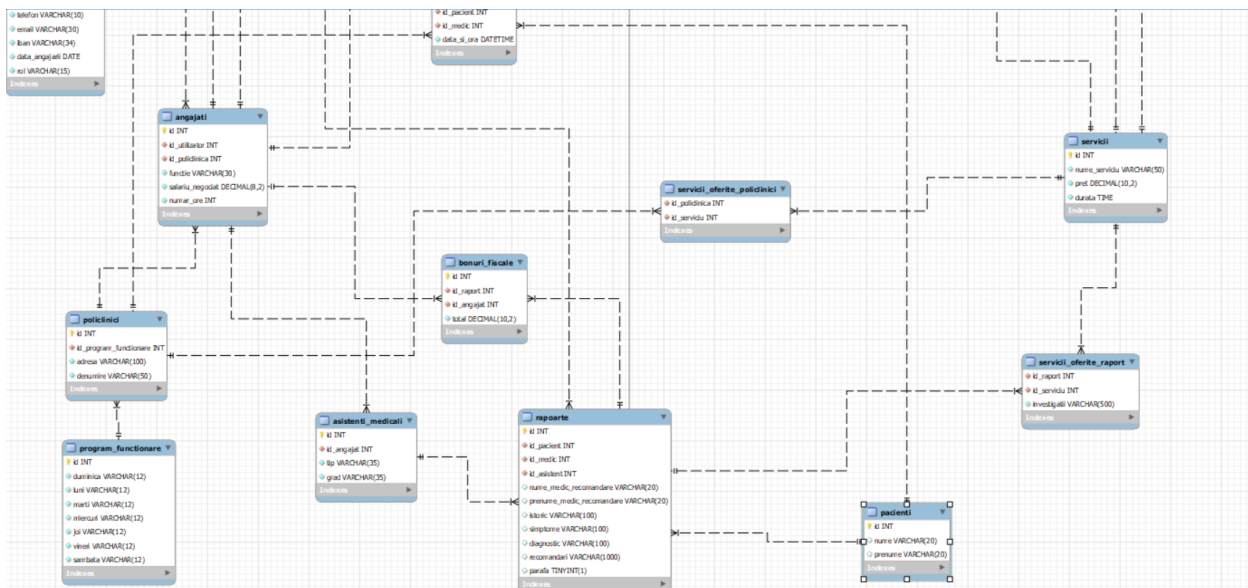 telefon VARCHAR(10)
email VARCHAR(30)
iban VARCHAR(34)
data_angajarii DATE
rol VARCHAR(15)
Indexes
id_pacient INT
id_medic INT
data_si_ora DATETIME
Indexes
angajati
id INT
id_utilizator INT
id_policlinica INT
functie VARCHAR(30)
salariu_negociat DECIMAL(8,2)
numar_ore INT
Indexes
servicii
id INT
nume_serviciu VARCHAR(50)
pret DECIMAL(10,2)
durata TIME
Indexes
servicii_oferite_policlinici
id_policlinica INT
id_serviciu INT
Indexes
bonuri_fiscale
id INT
id_raport INT
id_angajat INT
total DECIMAL(10,2)
Indexes
policlinici
id INT
id_program_functionare INT
adresa VARCHAR(100)
denumire VARCHAR(50)
Indexes
servicii_oferite_raport
id_raport INT
id_serviciu INT
investigatii VARCHAR(500)
Indexes
asistenti_medicali
id INT
id_angajat INT
tip VARCHAR(35)
grad VARCHAR(35)
Indexes
rapoarte
id INT
id_pacient INT
id_medic INT
id_asistent INT
nume_medic_recomandare VARCHAR(20)
prenume_medic_recomandare VARCHAR(20)
istoric VARCHAR(100)
simptome VARCHAR(100)
diagnostic VARCHAR(100)
recomandari VARCHAR(1000)
parafa TINYINT(1)
Indexes
program_functionare
id INT
duminica VARCHAR(12)
luni VARCHAR(12)
marti VARCHAR(12)
miercuri VARCHAR(12)
joi VARCHAR(12)
vineri VARCHAR(12)
sambata VARCHAR(12)
Indexes
pacienti
id INT
nume VARCHAR(20)
prenume VARCHAR(20)
Indexes